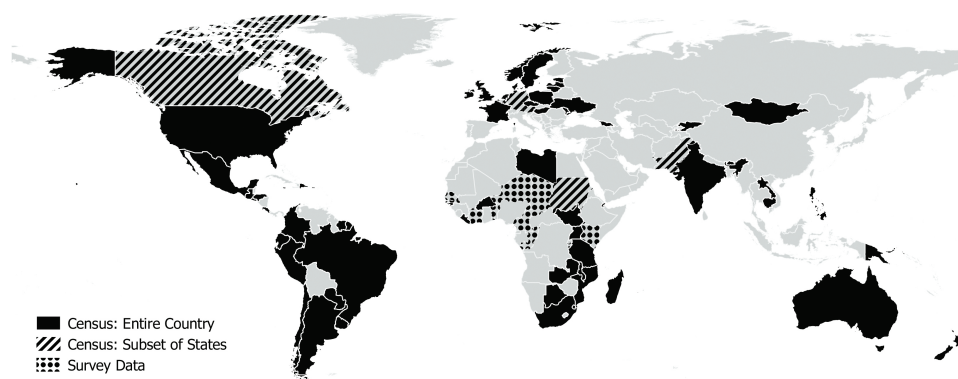 Census: Entire Country
Census: Subset of States
Survey Data